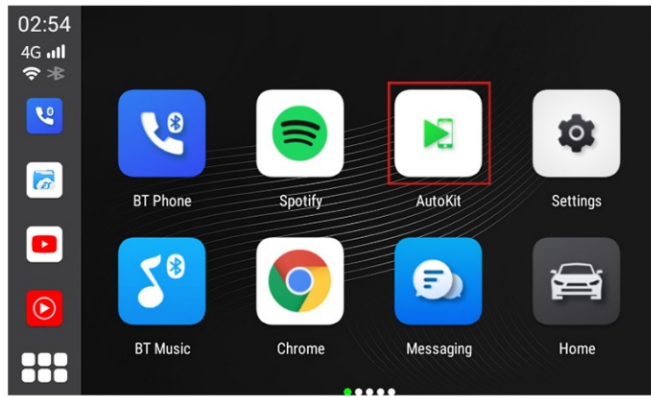 02:54
4G
BT Phone
Spotify
AutoKit
Settings
BT Music
Chrome
Messaging
Home